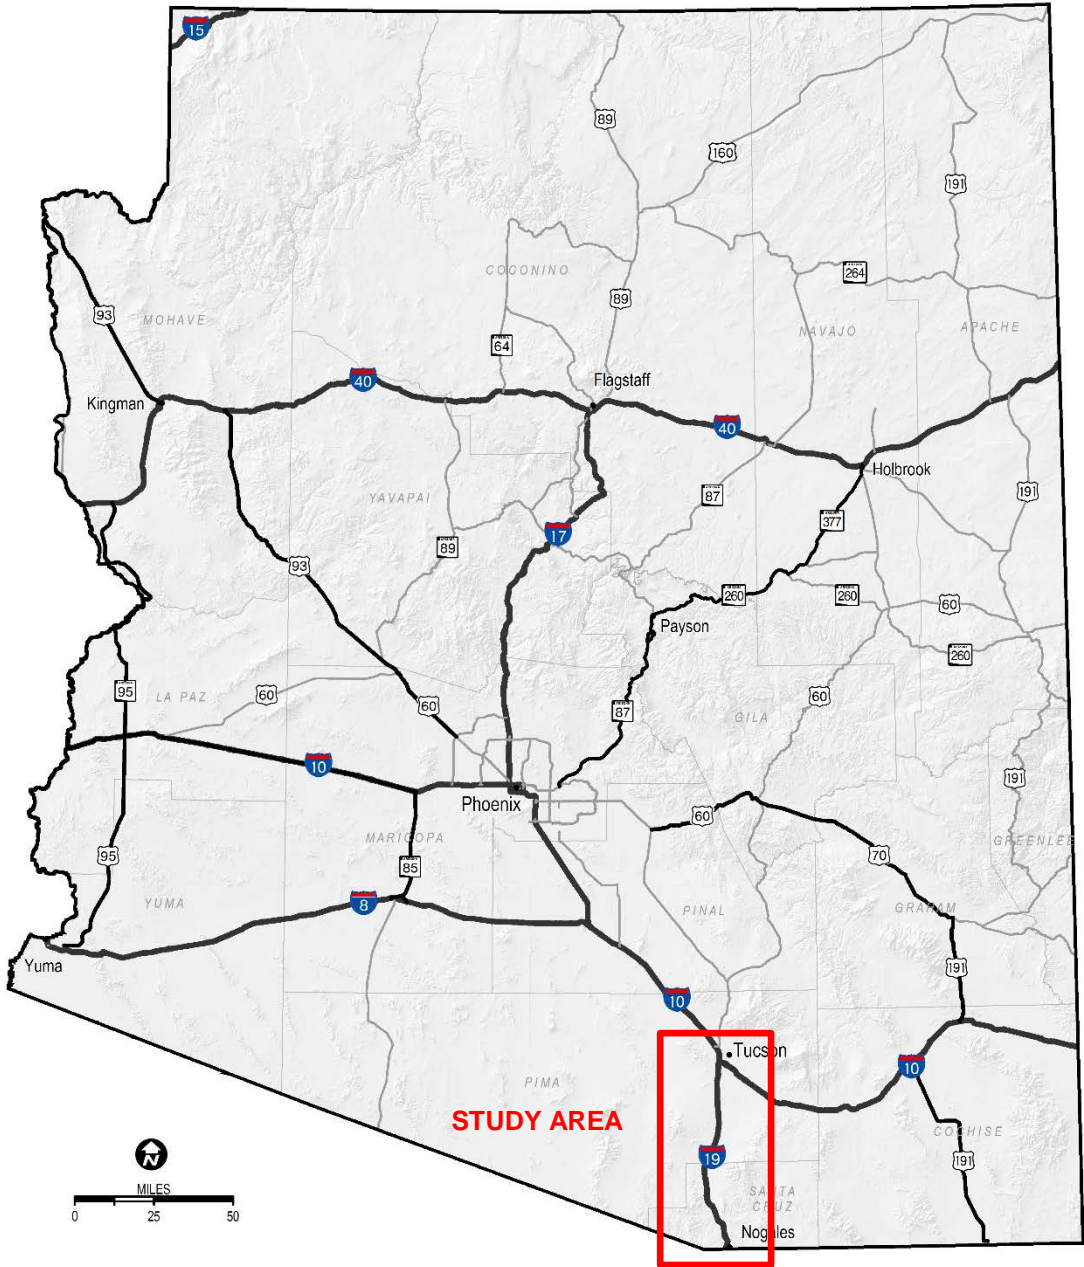 15
89
160
191
COCONINO
264
89
93
MOHAVE
NAVAJO
APACHE
64
40
Flagstaff
Kingman
40
Holbrook
YAVAPAI
87
191
377
17
89
93
260
260
60
Payson
260
95
LA PAZ
60
60
87
GILA
60
10
191
Phoenix
60
MARICOPA
GREENLEE
95
85
70
YUMA
8
PINAL
GRAHAM
Yuma
191
10
Tucson
10
PIMA
STUDY AREA
COCHISE
N
19
191
MILES
0 25 50
SANTA
CRUZ
Nogales